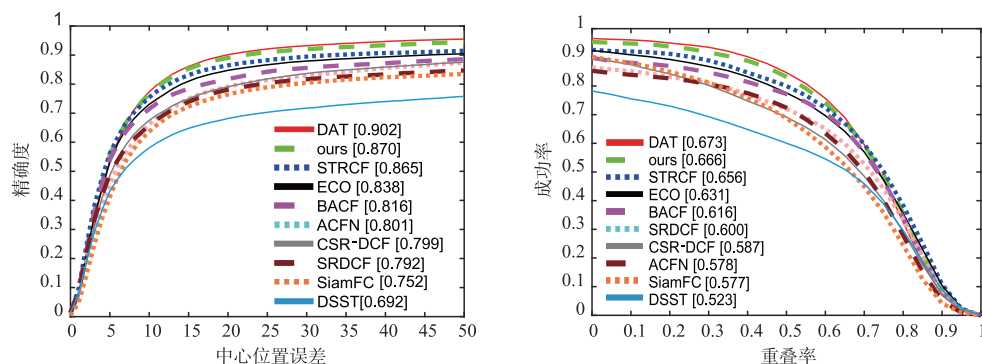 1
0.9
0.8
0.7
0.6
0.5
0.4
0.3
0.2
0.1
0
精确度
DAT [0.902]
ours [0.870]
STRCF [0.865]
ECO [0.838]
BACF [0.816]
ACFN [0.801]
CSR-DCF [0.799]
SRDCF [0.792]
SiamFC [0.752]
DSST[0.692]
0 5 10 15 20 25 30 35 40 45 50
中心位置误差
1
0.9
0.8
0.7
0.6
0.5
0.4
0.3
0.2
0.1
0
成功率
DAT [0.673]
ours [0.666]
STRCF [0.656]
ECO [0.631]
BACF [0.616]
SRDCF [0.600]
CSR-DCF [0.587]
ACFN [0.578]
SiamFC [0.577]
DSST [0.523]
0 0.1 0.2 0.3 0.4 0.5 0.6 0.7 0.8 0.9 1
重叠率